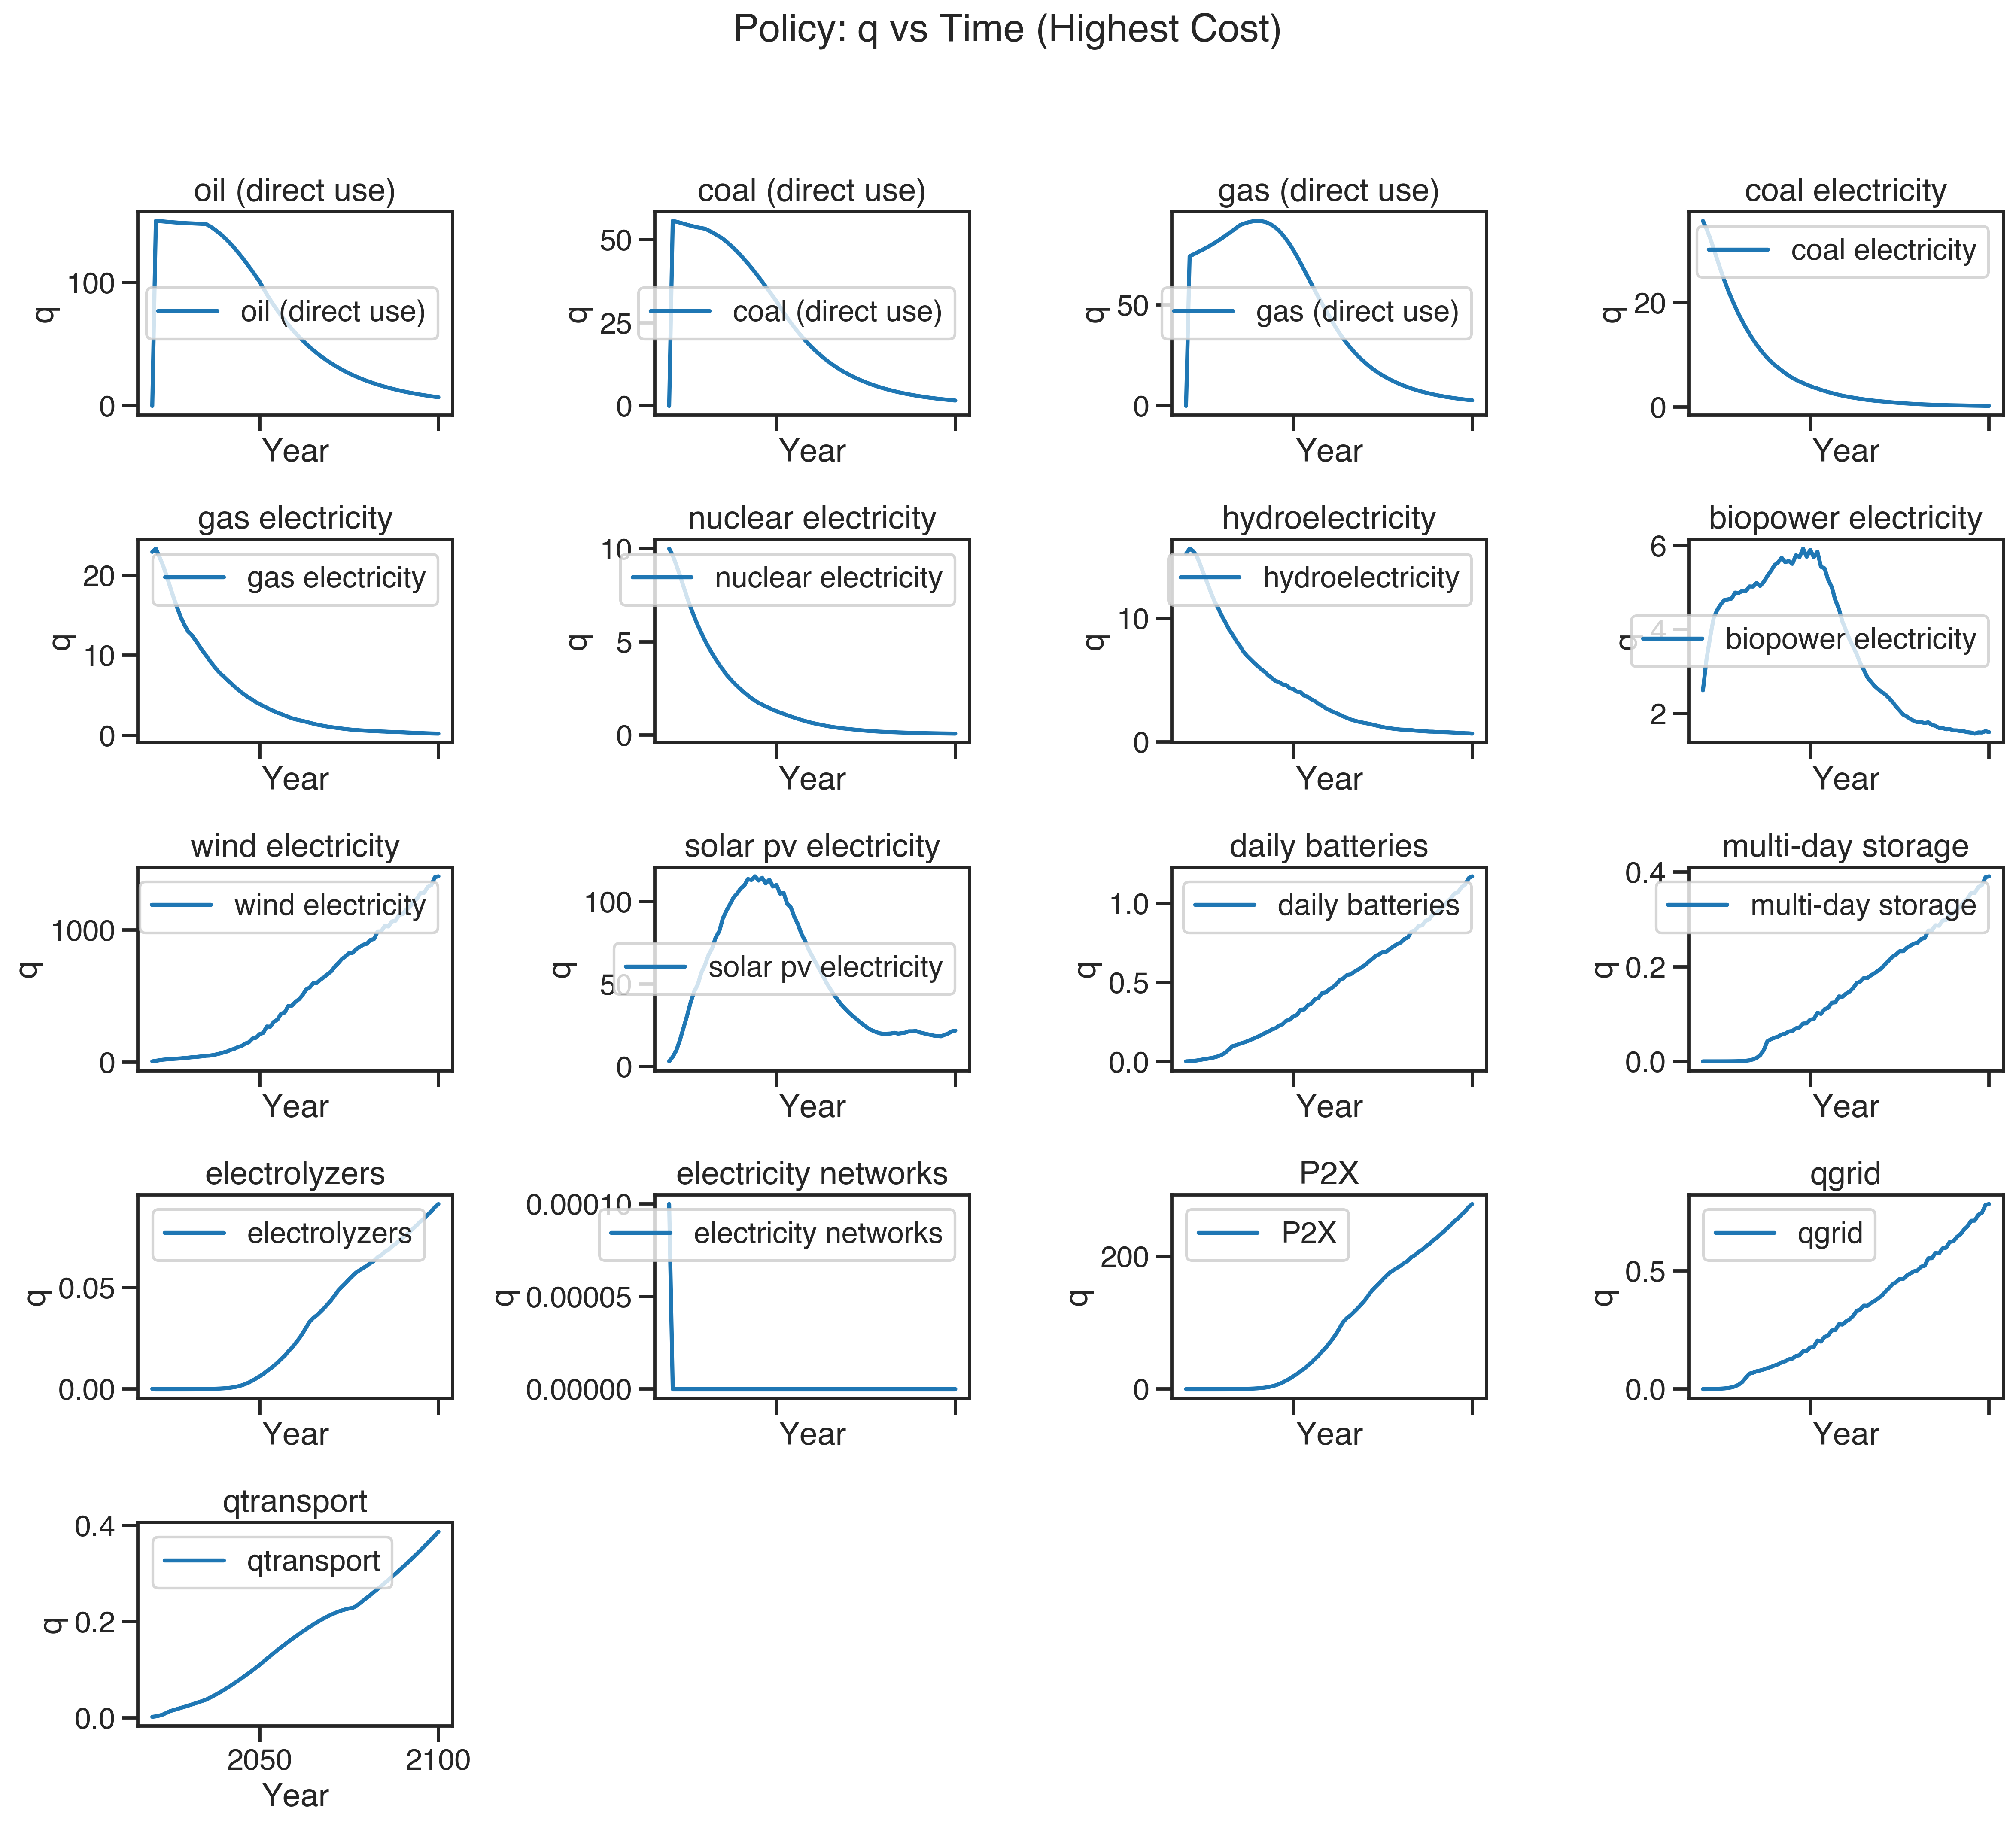 Policy: q vs Time (Highest Cost)
oil (direct use)
100
0
q
oil (direct use)
Year
coal (direct use)
50
25
0
q
coal (direct use)
Year
gas (direct use)
50
0
q
gas (direct use)
Year
coal electricity
20
0
q
coal electricity
Year
gas electricity
20
10
0
q
gas electricity
Year
nuclear electricity
10
5
0
q
nuclear electricity
Year
hydroelectricity
10
0
q
hydroelectricity
Year
biopower electricity
6
4
2
q
biopower electricity
Year
wind electricity
1000
0
q
wind electricity
Year
solar pv electricity
100
50
0
q
solar pv electricity
Year
daily batteries
1.0
0.5
0.0
q
daily batteries
Year
multi-day storage
0.4
0.2
0.0
q
multi-day storage
Year
electrolyzers
0.05
0.00
q
electrolyzers
Year
electricity networks
0.00010
0.00005
0.00000
q
electricity networks
Year
P2X
200
0
q
P2X
Year
qgrid
0.5
0.0
q
qgrid
Year
qtransport
0.4
0.2
0.0
q
qtransport
2050 2100
Year